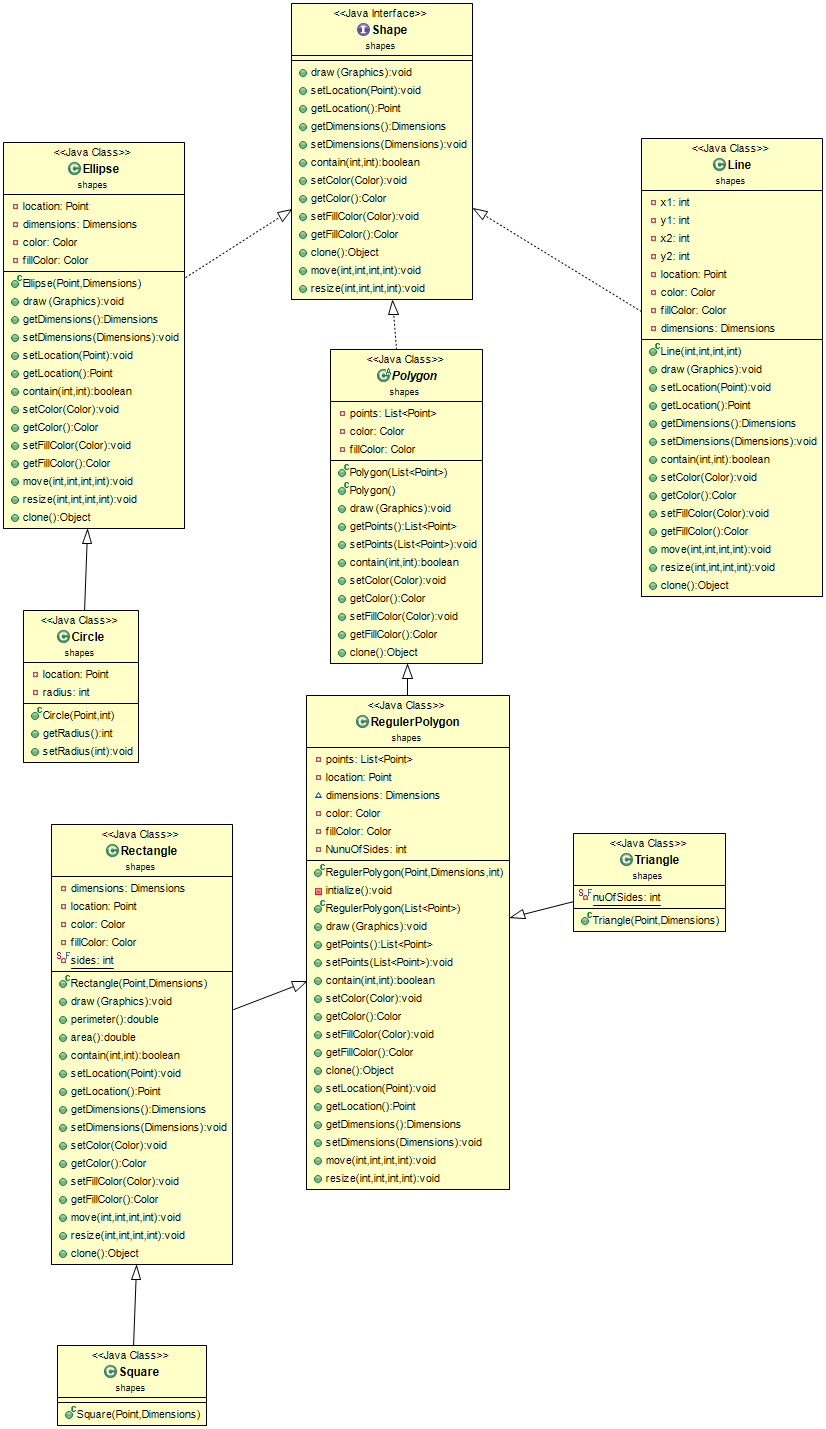 <<Java Interface>>
Shape
shapes
draw(Graphics):void
setLocation(Point):void
getLocation():Point
getDimensions():Dimensions
setDimensions(Dimensions):void
contain(int,int):boolean
setColor(Color):void
getColor():Color
setFillColor(Color):void
getFillColor():Color
clone():Object
move(int,int,int,int):void
resize(int,int,int,int):void
<<Java Class>>
Ellipse
shapes
location: Point
dimensions: Dimensions
color: Color
fillColor: Color
Ellipse(Point,Dimensions)
draw(Graphics):void
getDimensions():Dimensions
setDimensions(Dimensions):void
setLocation(Point):void
getLocation():Point
contain(int,int):boolean
setColor(Color):void
getColor():Color
setFillColor(Color):void
getFillColor():Color
move(int,int,int,int):void
resize(int,int,int,int):void
clone():Object
<<Java Class>>
Line
shapes
x1: int
y1: int
x2: int
y2: int
location: Point
color: Color
fillColor: Color
dimensions: Dimensions
Line(int,int,int,int)
draw(Graphics):void
setLocation(Point):void
getLocation():Point
getDimensions():Dimensions
setDimensions(Dimensions):void
contain(int,int):boolean
setColor(Color):void
getColor():Color
setFillColor(Color):void
getFillColor():Color
move(int,int,int,int):void
resize(int,int,int,int):void
clone():Object
<<Java Class>>
Polygon
shapes
points: List<Point>
color: Color
fillColor: Color
Polygon(List<Point>)
Polygon()
draw(Graphics):void
getPoints():List<Point>
setPoints(List<Point>):void
contain(int,int):boolean
setColor(Color):void
getColor():Color
setFillColor(Color):void
getFillColor():Color
clone():Object
<<Java Class>>
Circle
shapes
location: Point
radius: int
Circle(Point,int)
getRadius():int
setRadius(int):void
<<Java Class>>
RegulerPolygon
shapes
points: List<Point>
location: Point
dimensions: Dimensions
color: Color
fillColor: Color
NunuOfSides: int
RegulerPolygon(Point,Dimensions,int)
intialize():void
RegulerPolygon(List<Point>)
draw(Graphics):void
getPoints():List<Point>
setPoints(List<Point>):void
contain(int,int):boolean
setColor(Color):void
getColor():Color
setFillColor(Color):void
getFillColor():Color
clone():Object
setLocation(Point):void
getLocation():Point
getDimensions():Dimensions
setDimensions(Dimensions):void
move(int,int,int,int):void
resize(int,int,int,int):void
<<Java Class>>
Rectangle
shapes
dimensions: Dimensions
location: Point
color: Color
fillColor: Color
sides: int
Rectangle(Point,Dimensions)
draw(Graphics):void
perimeter():double
area():double
contain(int,int):boolean
setLocation(Point):void
getLocation():Point
getDimensions():Dimensions
setDimensions(Dimensions):void
setColor(Color):void
getColor():Color
setFillColor(Color):void
getFillColor():Color
move(int,int,int,int):void
resize(int,int,int,int):void
clone():Object
<<Java Class>>
Triangle
shapes
nuOfSides: int
Triangle(Point,Dimensions)
<<Java Class>>
Square
shapes
Square(Point,Dimensions)